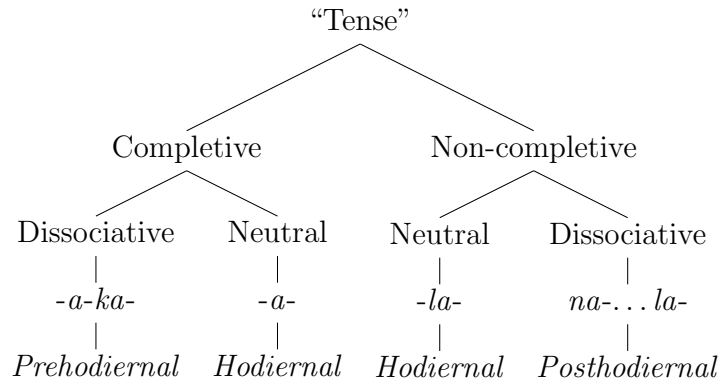 “Tense”
Completive Non-completive
Dissociative Neutral Neutral Dissociative
-a-ka- -a- -la- na-...la-
Prehodiernal Hodiernal Hodiernal Posthodiernal